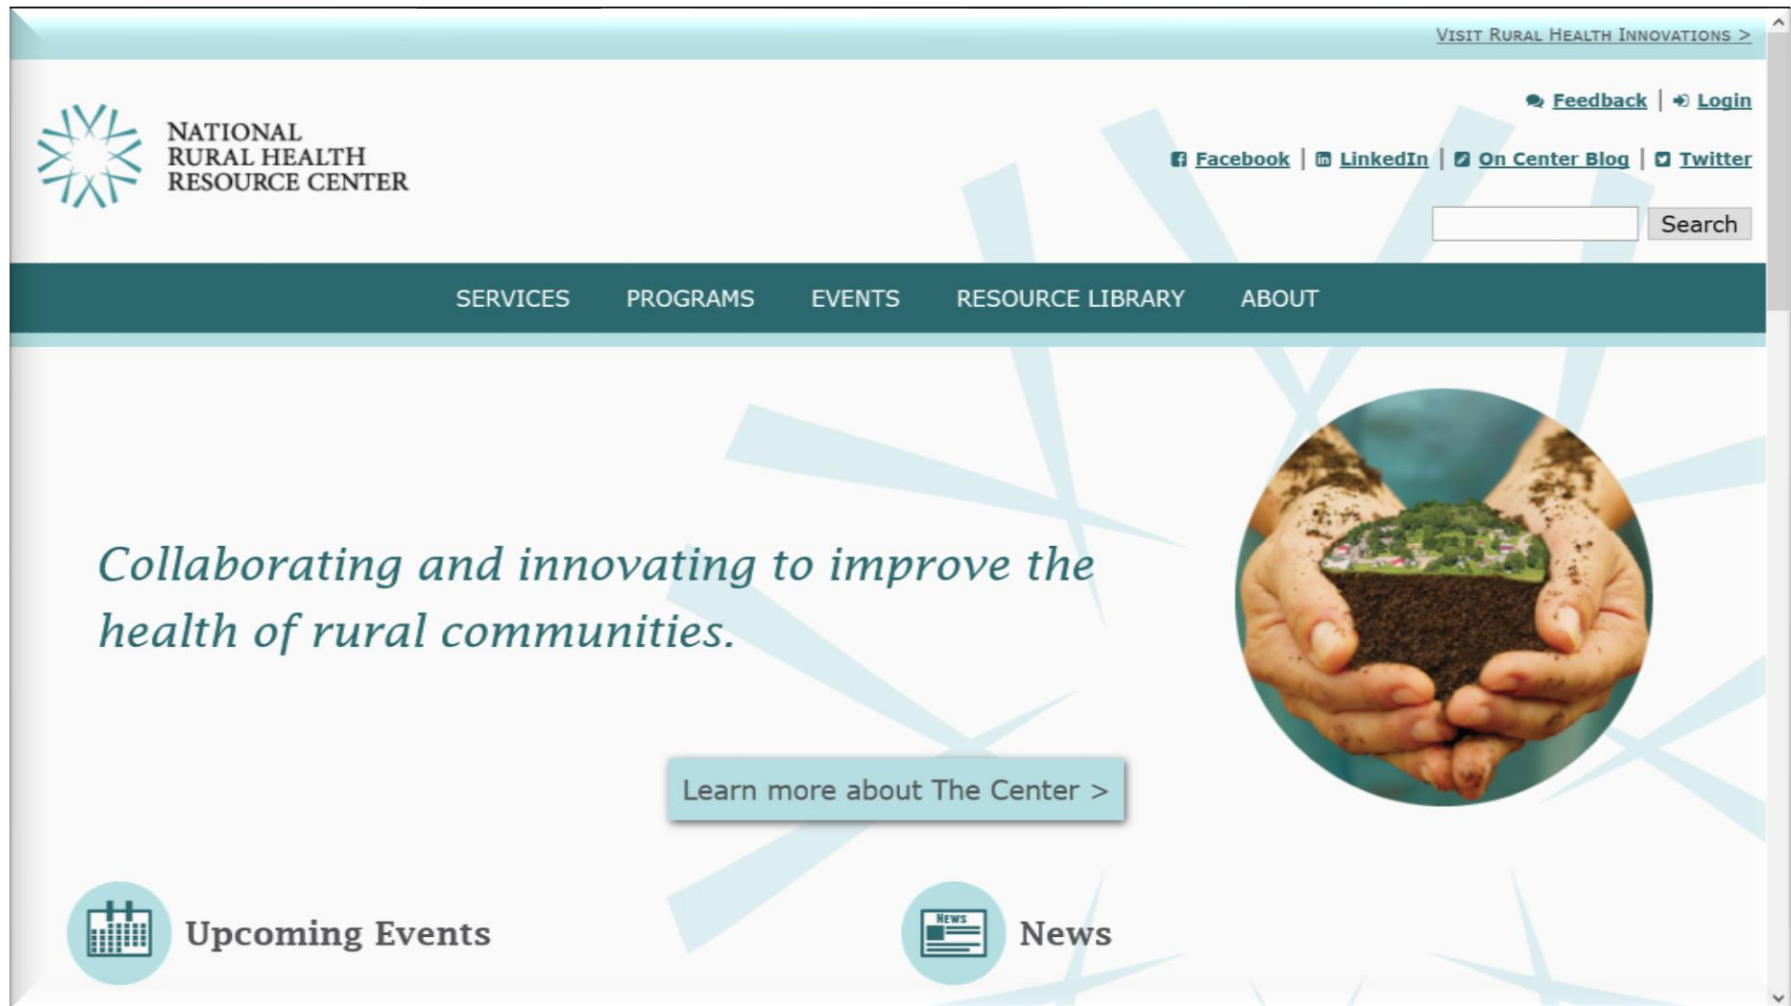 VISIT RURAL HEALTH INNOVATIONS >
Feedback | Login
NATIONAL
RURAL HEALTH
RESOURCE CENTER
Facebook | LinkedIn | On Center Blog | Twitter
Search
SERVICES PROGRAMS EVENTS RESOURCE LIBRARY ABOUT
Collaborating and innovating to improve the
health of rural communities.
Learn more about The Center >
Upcoming Events
NEWS
News